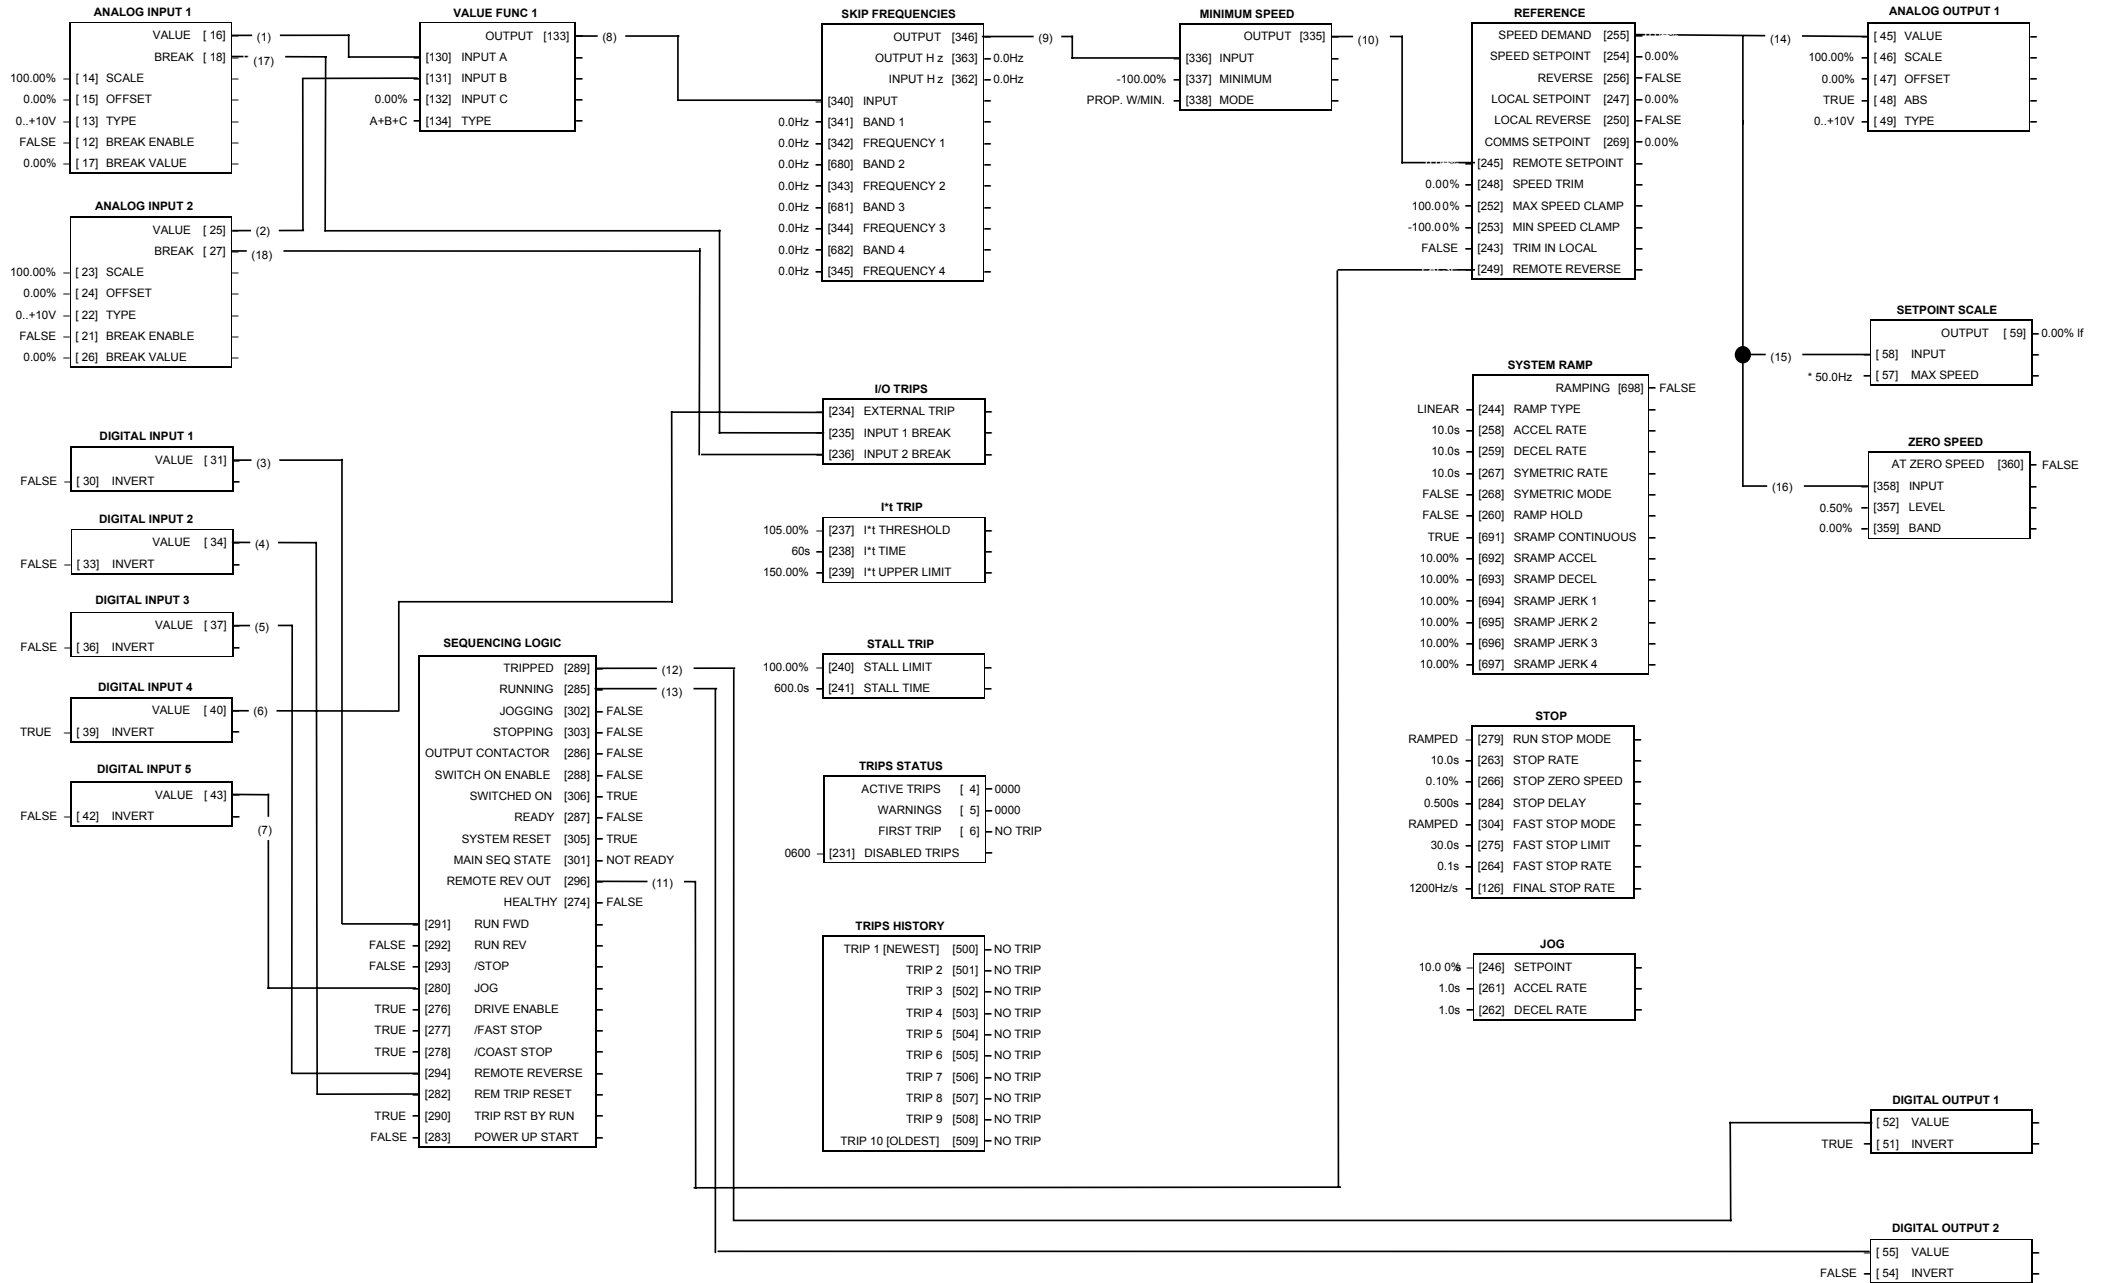 ANALOG INPUT 1
VALUE [ 16] (1)
BREAK [ 18] (17)
100.00% [ 14] SCALE
0.00% [ 15] OFFSET
0..+10V [ 13] TYPE
FALSE [ 12] BREAK ENABLE
0.00% [ 17] BREAK VALUE
ANALOG INPUT 2
VALUE [ 25] (2)
BREAK [ 27] (18)
100.00% [ 23] SCALE
0.00% [ 24] OFFSET
0..+10V [ 22] TYPE
FALSE [ 21] BREAK ENABLE
0.00% [ 26] BREAK VALUE
DIGITAL INPUT 1
VALUE [ 31] (3)
FALSE [ 30] INVERT
DIGITAL INPUT 2
VALUE [ 34] (4)
FALSE [ 33] INVERT
DIGITAL INPUT 3
VALUE [ 37] (5)
FALSE [ 36] INVERT
DIGITAL INPUT 4
VALUE [ 40] (6)
TRUE [ 39] INVERT
DIGITAL INPUT 5
VALUE [ 43]
FALSE [ 42] INVERT
(7)
VALUE FUNC 1
OUTPUT [133] (8)
[130] INPUT A
[131] INPUT B
0.00% [132] INPUT C
A+B+C [134] TYPE
SEQUENCING LOGIC
TRIPPED [289] (12)
RUNNING [285] (13)
JOGGING [302] FALSE
STOPPING [303] FALSE
OUTPUT CONTACTOR [286] FALSE
SWITCH ON ENABLE [288] FALSE
SWITCHED ON [306] TRUE
READY [287] FALSE
SYSTEM RESET [305] TRUE
MAIN SEQ STATE [301] NOT READY
REMOTE REV OUT [296] (11)
HEALTHY [274] FALSE
[291] RUN FWD
FALSE [292] RUN REV
FALSE [293] /STOP
[280] JOG
TRUE [276] DRIVE ENABLE
TRUE [277] /FAST STOP
TRUE [278] /COAST STOP
[294] REMOTE REVERSE
[282] REM TRIP RESET
TRUE [290] TRIP RST BY RUN
FALSE [283] POWER UP START
SKIP FREQUENCIES
OUTPUT [346] (9)
OUTPUT H z [363] 0.0Hz
INPUT H z [362] 0.0Hz
[340] INPUT
0.0Hz [341] BAND 1
0.0Hz [342] FREQUENCY 1
0.0Hz [680] BAND 2
0.0Hz [343] FREQUENCY 2
0.0Hz [681] BAND 3
0.0Hz [344] FREQUENCY 3
0.0Hz [682] BAND 4
0.0Hz [345] FREQUENCY 4
I/O TRIPS
[234] EXTERNAL TRIP
[235] INPUT 1 BREAK
[236] INPUT 2 BREAK
I*t TRIP
105.00% [237] I*t THRESHOLD
60s [238] I*t TIME
150.00% [239] I*t UPPER LIMIT
STALL TRIP
100.00% [240] STALL LIMIT
600.0s [241] STALL TIME
TRIPS STATUS
ACTIVE TRIPS [ 4] 0000
WARNINGS [ 5] 0000
FIRST TRIP [ 6] NO TRIP
0600 [231] DISABLED TRIPS
TRIPS HISTORY
TRIP 1 [NEWEST] [500] NO TRIP
TRIP 2 [501] NO TRIP
TRIP 3 [502] NO TRIP
TRIP 4 [503] NO TRIP
TRIP 5 [504] NO TRIP
TRIP 6 [505] NO TRIP
TRIP 7 [506] NO TRIP
TRIP 8 [507] NO TRIP
TRIP 9 [508] NO TRIP
TRIP 10 [OLDEST] [509] NO TRIP
MINIMUM SPEED
OUTPUT [335] (10)
[336] INPUT
-100.00% [337] MINIMUM
PROP. W/MIN. [338] MODE
REFERENCE
SPEED DEMAND [255]
SPEED SETPOINT [254] 0.00%
REVERSE [256] FALSE
LOCAL SETPOINT [247] 0.00%
LOCAL REVERSE [250] FALSE
COMMS SETPOINT [269] 0.00%
[245] REMOTE SETPOINT
0.00% [248] SPEED TRIM
100.00% [252] MAX SPEED CLAMP
-100.00% [253] MIN SPEED CLAMP
FALSE [243] TRIM IN LOCAL
[249] REMOTE REVERSE
SYSTEM RAMP
RAMPING [698] FALSE
LINEAR [244] RAMP TYPE
10.0s [258] ACCEL RATE
10.0s [259] DECEL RATE
10.0s [267] SYMETRIC RATE
FALSE [268] SYMETRIC MODE
FALSE [260] RAMP HOLD
TRUE [691] SRAMP CONTINUOUS
10.00% [692] SRAMP ACCEL
10.00% [693] SRAMP DECEL
10.00% [694] SRAMP JERK 1
10.00% [695] SRAMP JERK 2
10.00% [696] SRAMP JERK 3
10.00% [697] SRAMP JERK 4
STOP
RAMPED [279] RUN STOP MODE
10.0s [263] STOP RATE
0.10% [266] STOP ZERO SPEED
0.500s [284] STOP DELAY
RAMPED [304] FAST STOP MODE
30.0s [275] FAST STOP LIMIT
0.1s [264] FAST STOP RATE
1200Hz/s [126] FINAL STOP RATE
JOG
10.0 0% [246] SETPOINT
1.0s [261] ACCEL RATE
1.0s [262] DECEL RATE
ANALOG OUTPUT 1
(14) [ 45] VALUE
100.00% [ 46] SCALE
0.00% [ 47] OFFSET
TRUE [ 48] ABS
0..+10V [ 49] TYPE
SETPOINT SCALE
OUTPUT [ 59] 0.00% lf
(15) [ 58] INPUT
* 50.0Hz [ 57] MAX SPEED
ZERO SPEED
AT ZERO SPEED [360] FALSE
(16) [358] INPUT
0.50% [357] LEVEL
0.00% [359] BAND
DIGITAL OUTPUT 1
[ 52] VALUE
TRUE [ 51] INVERT
DIGITAL OUTPUT 2
[ 55] VALUE
FALSE [ 54] INVERT